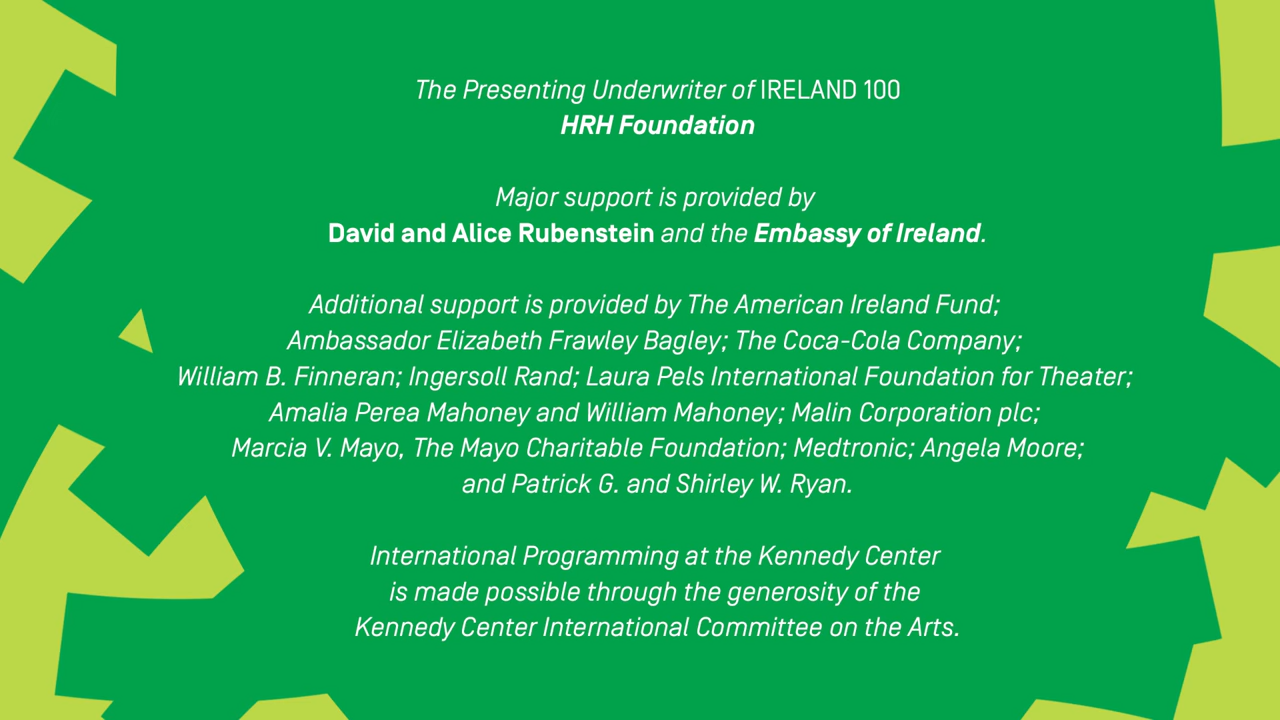 The Presenting Underwriter of IRELAND 100
HRH Foundation
Major support is provided by
David and Alice Rubenstein and the Embassy of Ireland.
Additional support is provided by The American Ireland Fund;
Ambassador Elizabeth Frawley Bagley; The Coca-Cola Company;
William B. Finneran; Ingersoll Rand; Laura Pels International Foundation for Theater;
Amalia Perea Mahoney and William Mahoney; Malin Corporation plc;
Marcia V. Mayo, The Mayo Charitable Foundation; Medtronic; Angela Moore;
and Patrick G. and Shirley W. Ryan.
International Programming at the Kennedy Center
is made possible through the generosity of the
Kennedy Center International Committee on the Arts.